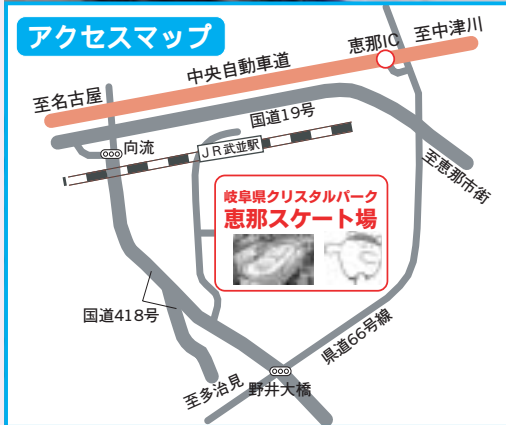 アクセスマップ
恵那IC
至中津川
中央自動車道
至名古屋
国道19号
向流
JR武並駅
至恵那市街
岐阜県クリスタルパーク
恵那スケート場
国道418号
県道66号線
至多治見
野井大橋